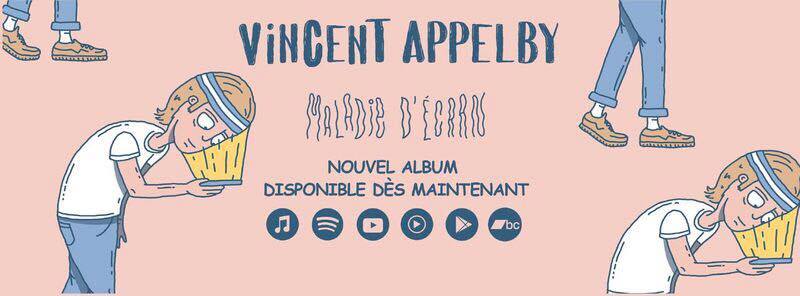 ViNCENT APPELBY
MALADiE D'ÉCRAN
NOUVEL ALBUM
DISPONIBLE DÈS MAINTENANT
bc